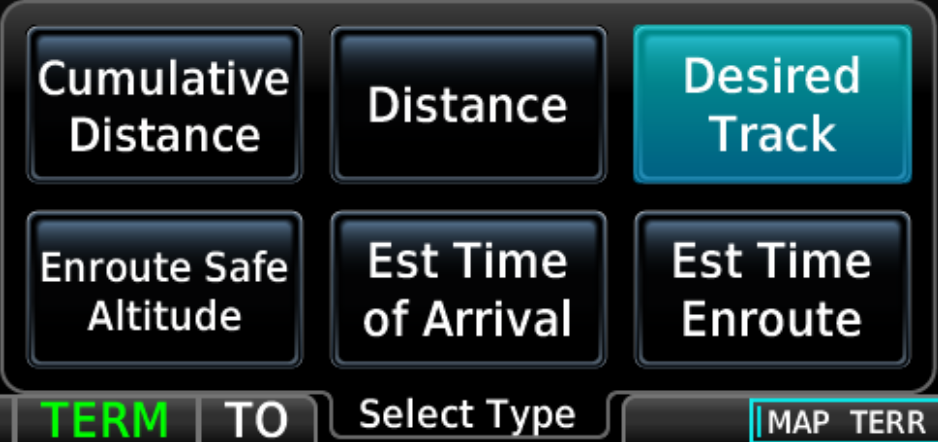 Cumulative
Distance
Distance
Desired
Track
Enroute Safe
Altitude
Est Time
of Arrival
Est Time
Enroute
TERM TO Select Type MAP TERR